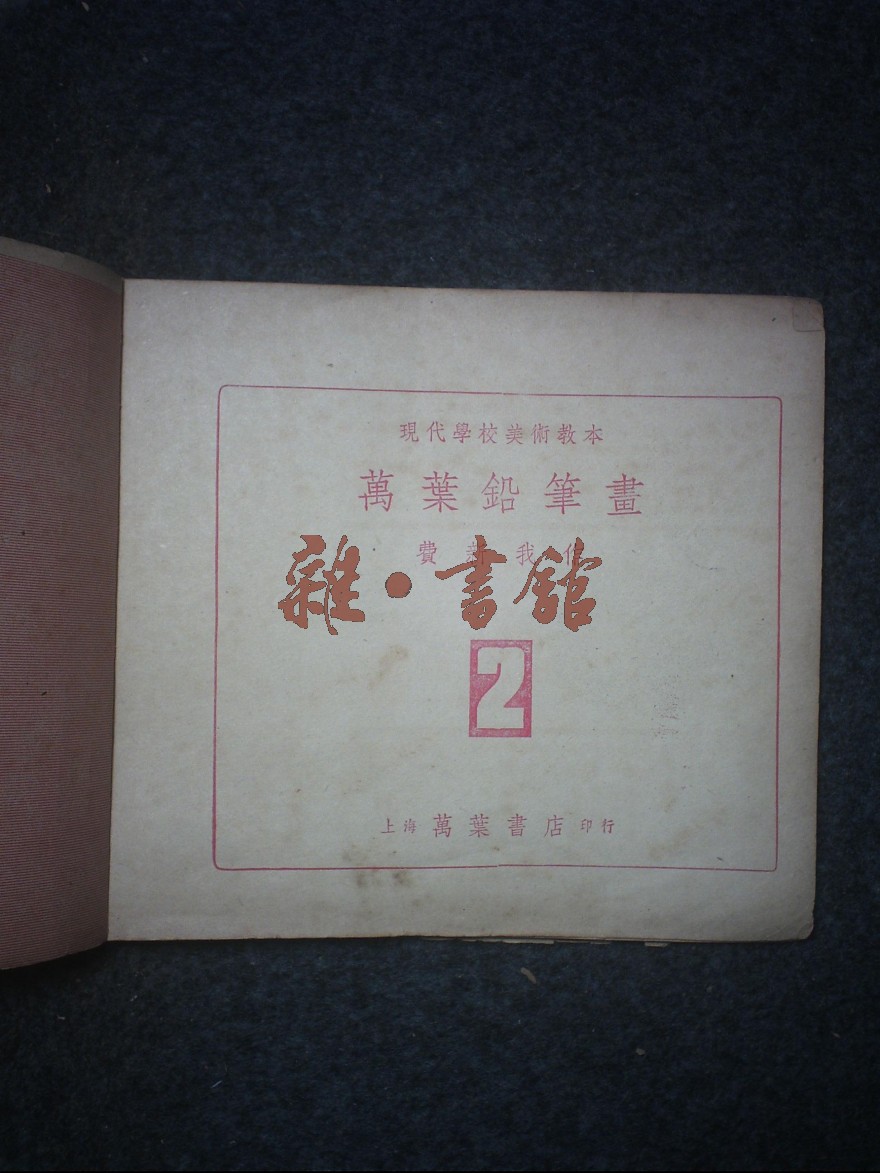 現代學校美術教本
萬葉鉛筆畫
費新我作
雜·書館
2
上海 萬葉書店 印行